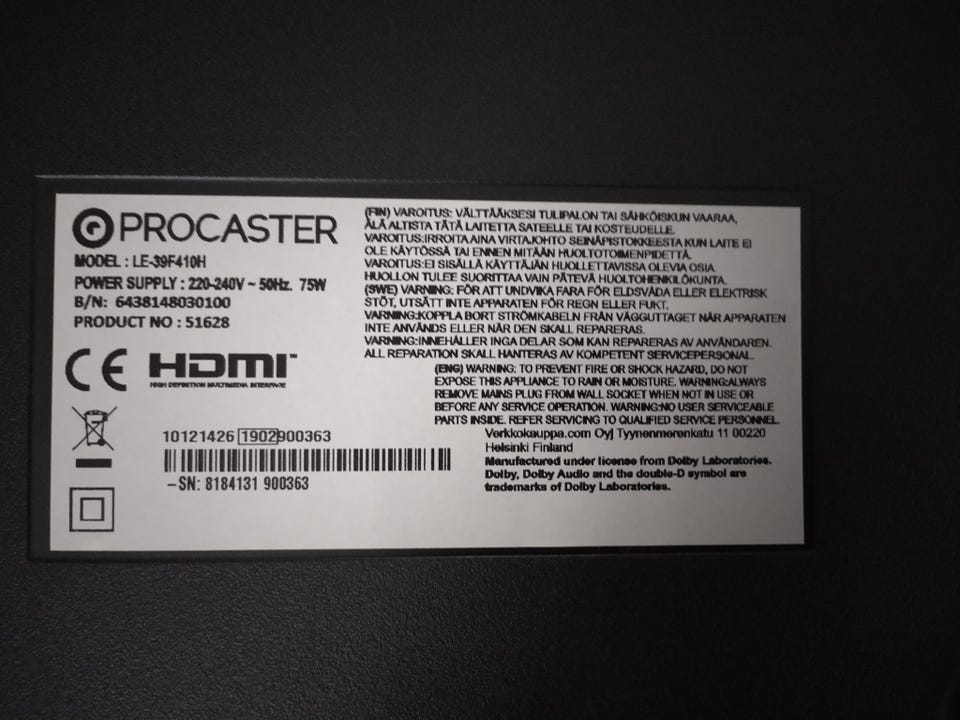 PROCASTER
MODEL : LE-39F410H
POWER SUPPLY : 220-240V ~ 50Hz. 75W
B/N: 6438148030100
PRODUCT NO : 51628
CE HDMI
HIGH DEFINITION MULTIMEDIA INTERFACE
10121426 1902900363
-SN: 8184131 900363
(FIN) VAROITUS: VÄLTTÄÄKSESI TULIPALON TAI SÄHKÖISKUN VAARAA,
ÄLÄ ALTISTA TÄTÄ LAITETTA SATEELLE TAI KOSTEUDELLE.
VAROITUS:IRROITA AINA VIRTAJOHTO SEINÄPISTOKKEESTA KUN LAITE EI
OLE KÄYTÖSSÄ TAI ENNEN MITÄÄN HUOLTOTOIMENPIDETTÄ.
VAROITUS:EI SISÄLLÄ KÄYTTÄJÄN HUOLLETTAVISSA OLEVIA OSIA.
HUOLLON TULEE SUORITTAA VAIN PÄTEVÄ HUOLTOHENKILÖKUNTA.
(SWE) VARNING: FÖR ATT UNDVIKA FARA FÖR ELDSVÅDA ELLER ELEKTRISK
STÖT, UTSÄTT INTE APPARATEN FÖR REGN ELLER FUKT.
VARNING:KOPPLA BORT STRÖMKABELN FRÅN VÄGGUTTAGET NÄR APPARATEN
INTE ANVÄNDS ELLER NÄR DEN SKALL REPARERAS.
VARNING:INNEHÅLLER INGA DELAR SOM KAN REPARERAS AV ANVÄNDAREN.
ALL REPARATION SKALL HANTERAS AV KOMPETENT SERVICEPERSONAL.
(ENG) WARNING: TO PREVENT FIRE OR SHOCK HAZARD, DO NOT
EXPOSE THIS APPLIANCE TO RAIN OR MOISTURE. WARNING:ALWAYS
REMOVE MAINS PLUG FROM WALL SOCKET WHEN NOT IN USE OR
BEFORE ANY SERVICE OPERATION. WARNING:NO USER SERVICEABLE
PARTS INSIDE. REFER SERVICING TO QUALIFIED SERVICE PERSONNEL.
Verkkokauppa.com Oyj Tyynenmerenkatu 11 00220
Helsinki Finland
Manufactured under license from Dolby Laboratories.
Dolby, Dolby Audio and the double-D symbol are
trademarks of Dolby Laboratories.